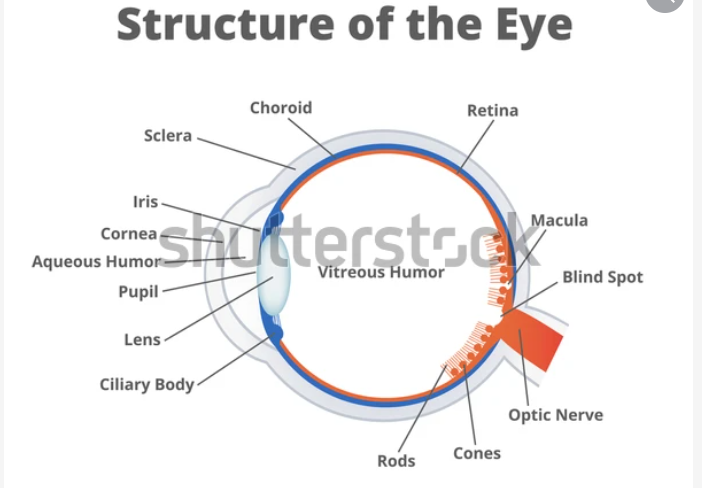 Structure of the Eye
Choroid
Retina
Sclera
Iris
Macula
Cornea
shutterstock
Aqueous Humor
Vitreous Humor
Blind Spot
Pupil
Lens
Ciliary Body
Optic Nerve
Cones
Rods